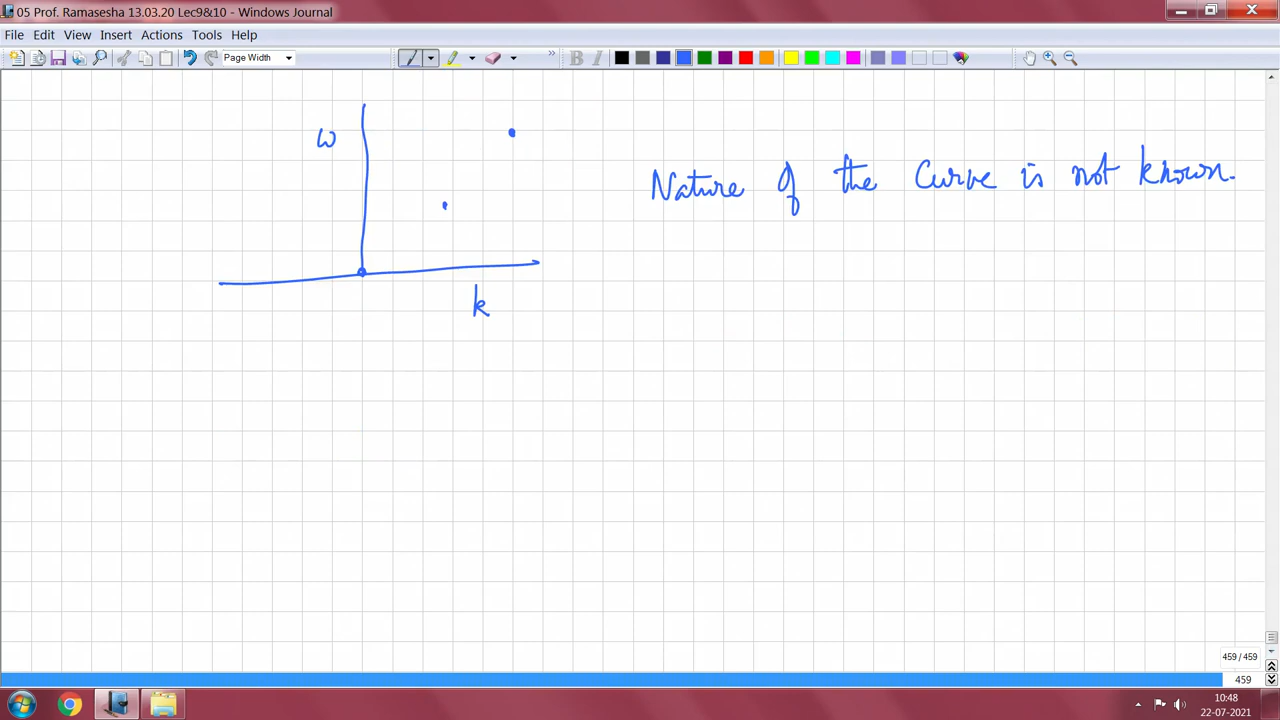 05 Prof. Ramasesha 13.03.20 Lec9&10 - Windows Journal
File Edit View Insert Actions Tools Help
Page Width
B I
ω
Nature of the Curve is not known.
k
459 / 459
459
10:48
22-07-2021